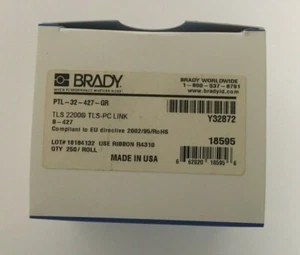 BRADY
BRADY WORLDWIDE
1-800-537-8791
www.bradyid.com
PTL-32-427-GR
Y32872
TLS 2200® TLS-PC LINK
B-427
Compliant to EU directive 2002/95/RoHS
18595
LOT# 18184132 USE RIBBON R4310
QTY 250/ ROLL
MADE IN USA